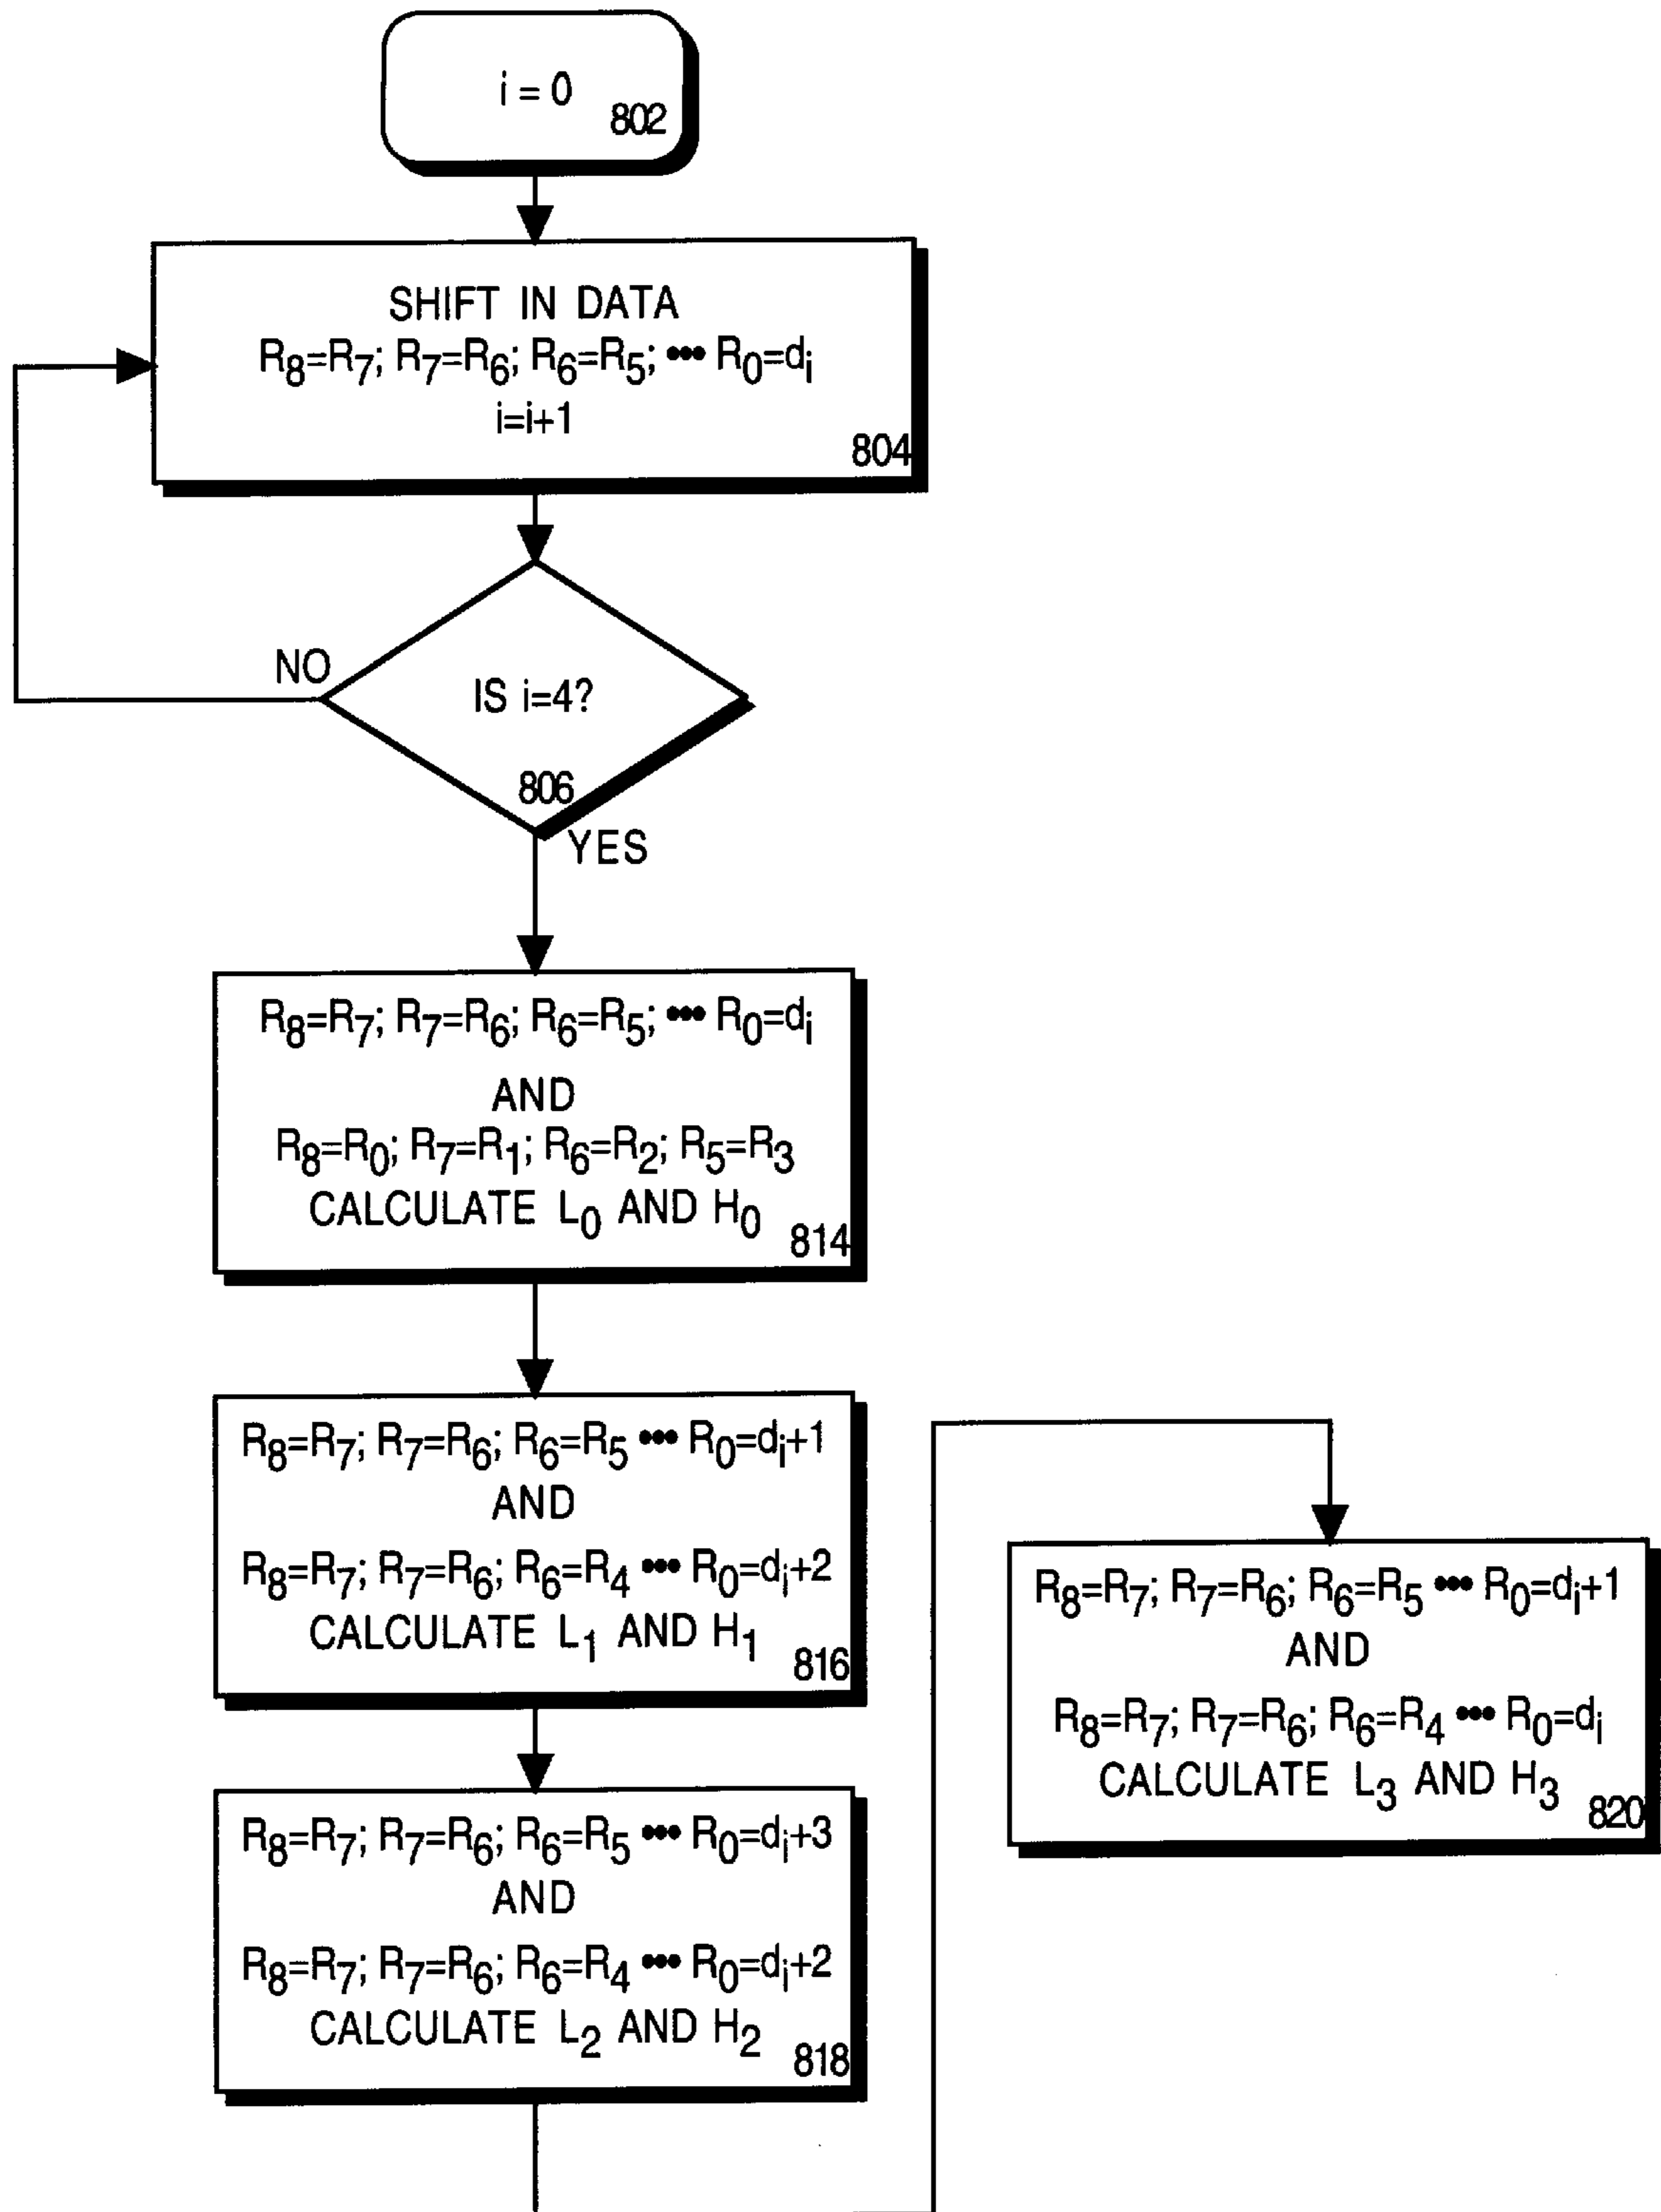 i = 0
802
SHIFT IN DATA
R₈=R₇; R₇=R₆; R₆=R₅; ••• R₀=dᵢ
i=i+1
804
NO
IS i=4?
806
YES
R₈=R₇; R₇=R₆; R₆=R₅; ••• R₀=dᵢ
AND
R₈=R₀; R₇=R₁; R₆=R₂; R₅=R₃
CALCULATE L₀ AND H₀
814
R₈=R₇; R₇=R₆; R₆=R₅ ••• R₀=dᵢ+1
AND
R₈=R₇; R₇=R₆; R₆=R₄ ••• R₀=dᵢ+2
CALCULATE L₁ AND H₁
816
R₈=R₇; R₇=R₆; R₆=R₅ ••• R₀=dᵢ+3
AND
R₈=R₇; R₇=R₆; R₆=R₄ ••• R₀=dᵢ+2
CALCULATE L₂ AND H₂
818
R₈=R₇; R₇=R₆; R₆=R₅ ••• R₀=dᵢ+1
AND
R₈=R₇; R₇=R₆; R₆=R₄ ••• R₀=dᵢ
CALCULATE L₃ AND H₃
820